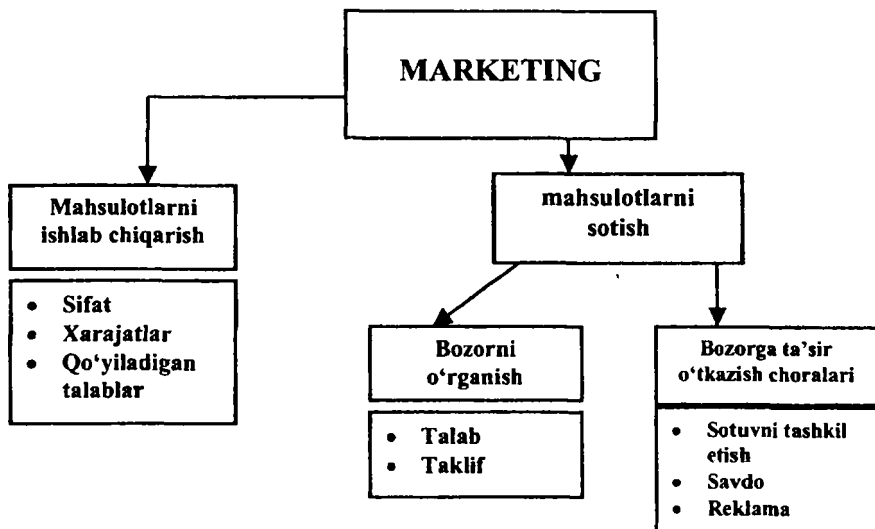 MARKETING
Mahsulotlarni
ishlab chiqarish
mahsulotlarni
sotish
• Sifat
• Xarajatlar
• Qo‘yiladigan
talablar
Bozorni
o‘rganish
Bozorga ta’sir
o‘tkazish choralari
• Talab
• Taklif
• Sotuvni tashkil
etish
• Savdo
• Reklama